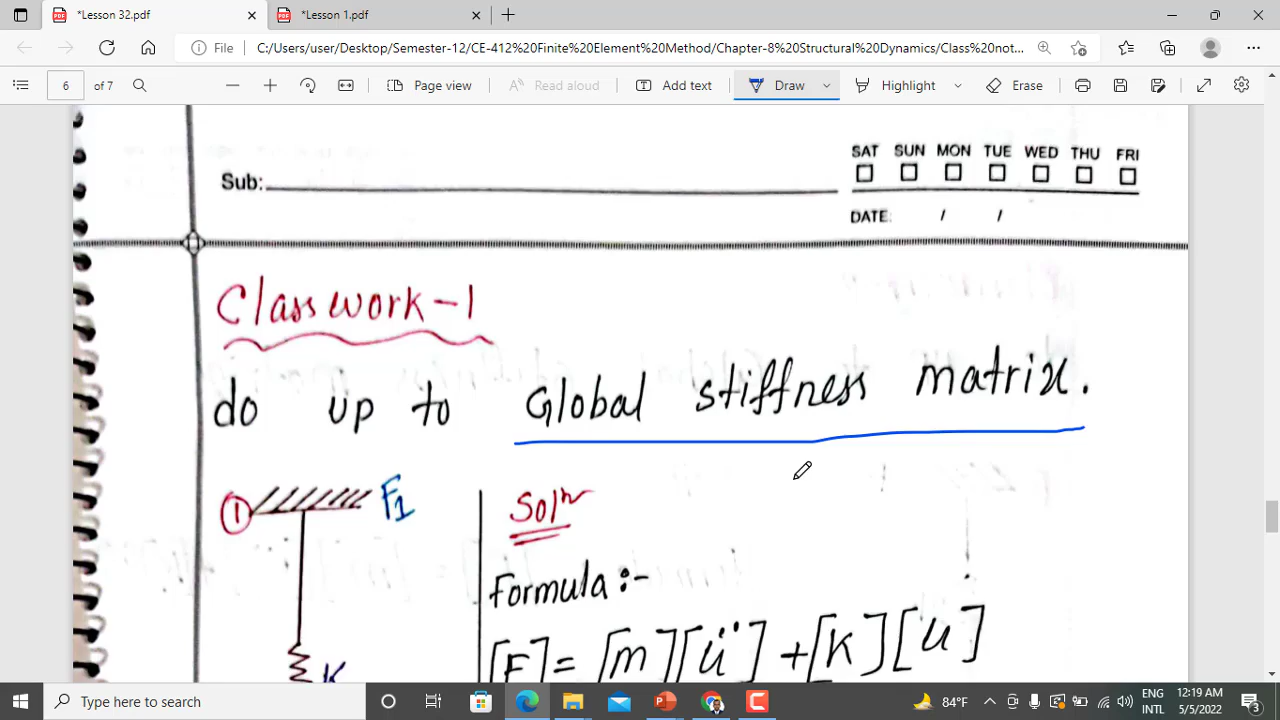 *Lesson 32.pdf
*Lesson 1.pdf
File
C:/Users/user/Desktop/Semester-12/CE-412%20Finite%20Element%20Method/Chapter-8%20Structural%20Dynamics/Class%20not...
6 of 7
Page view
Read aloud
Add text
Draw
Highlight
Erase
SAT SUN MON TUE WED THU FRI
Sub:
DATE: / /
Classwork-1
do up to Global stiffness matrix.
① F1
Solⁿ
Formula:-
[F] = [m][ü] + [K][u]
K
Type here to search
84°F
ENG
INTL
12:19 AM
5/5/2022
3